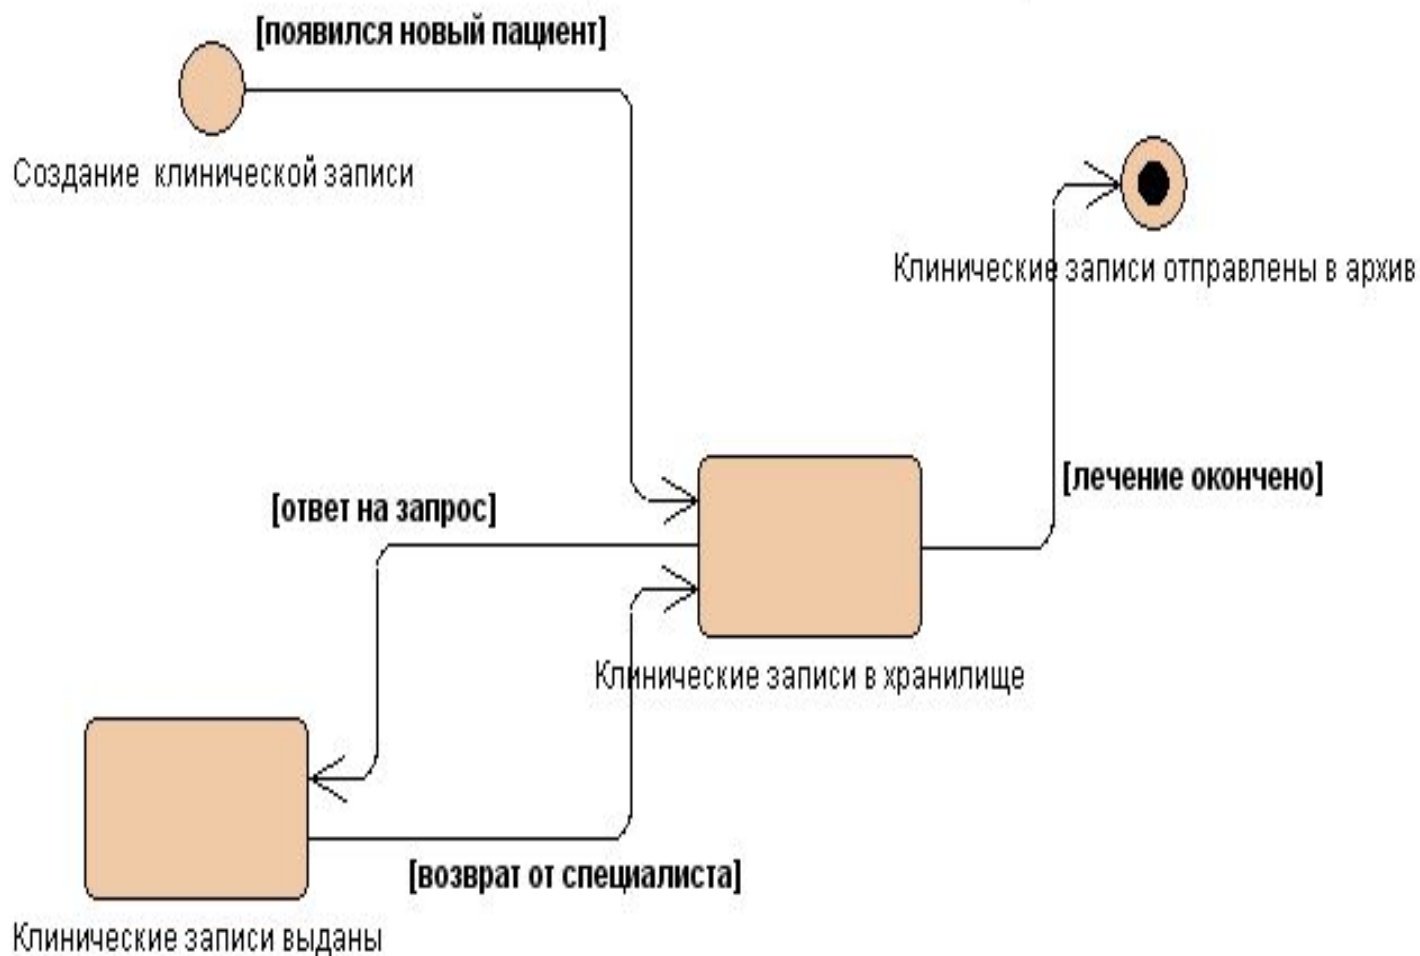 [появился новый пациент]
Создание клинической записи
Клинические записи отправлены в архив
[лечение окончено]
[ответ на запрос]
Клинические записи в хранилище
[возврат от специалиста]
Клинические записи выданы